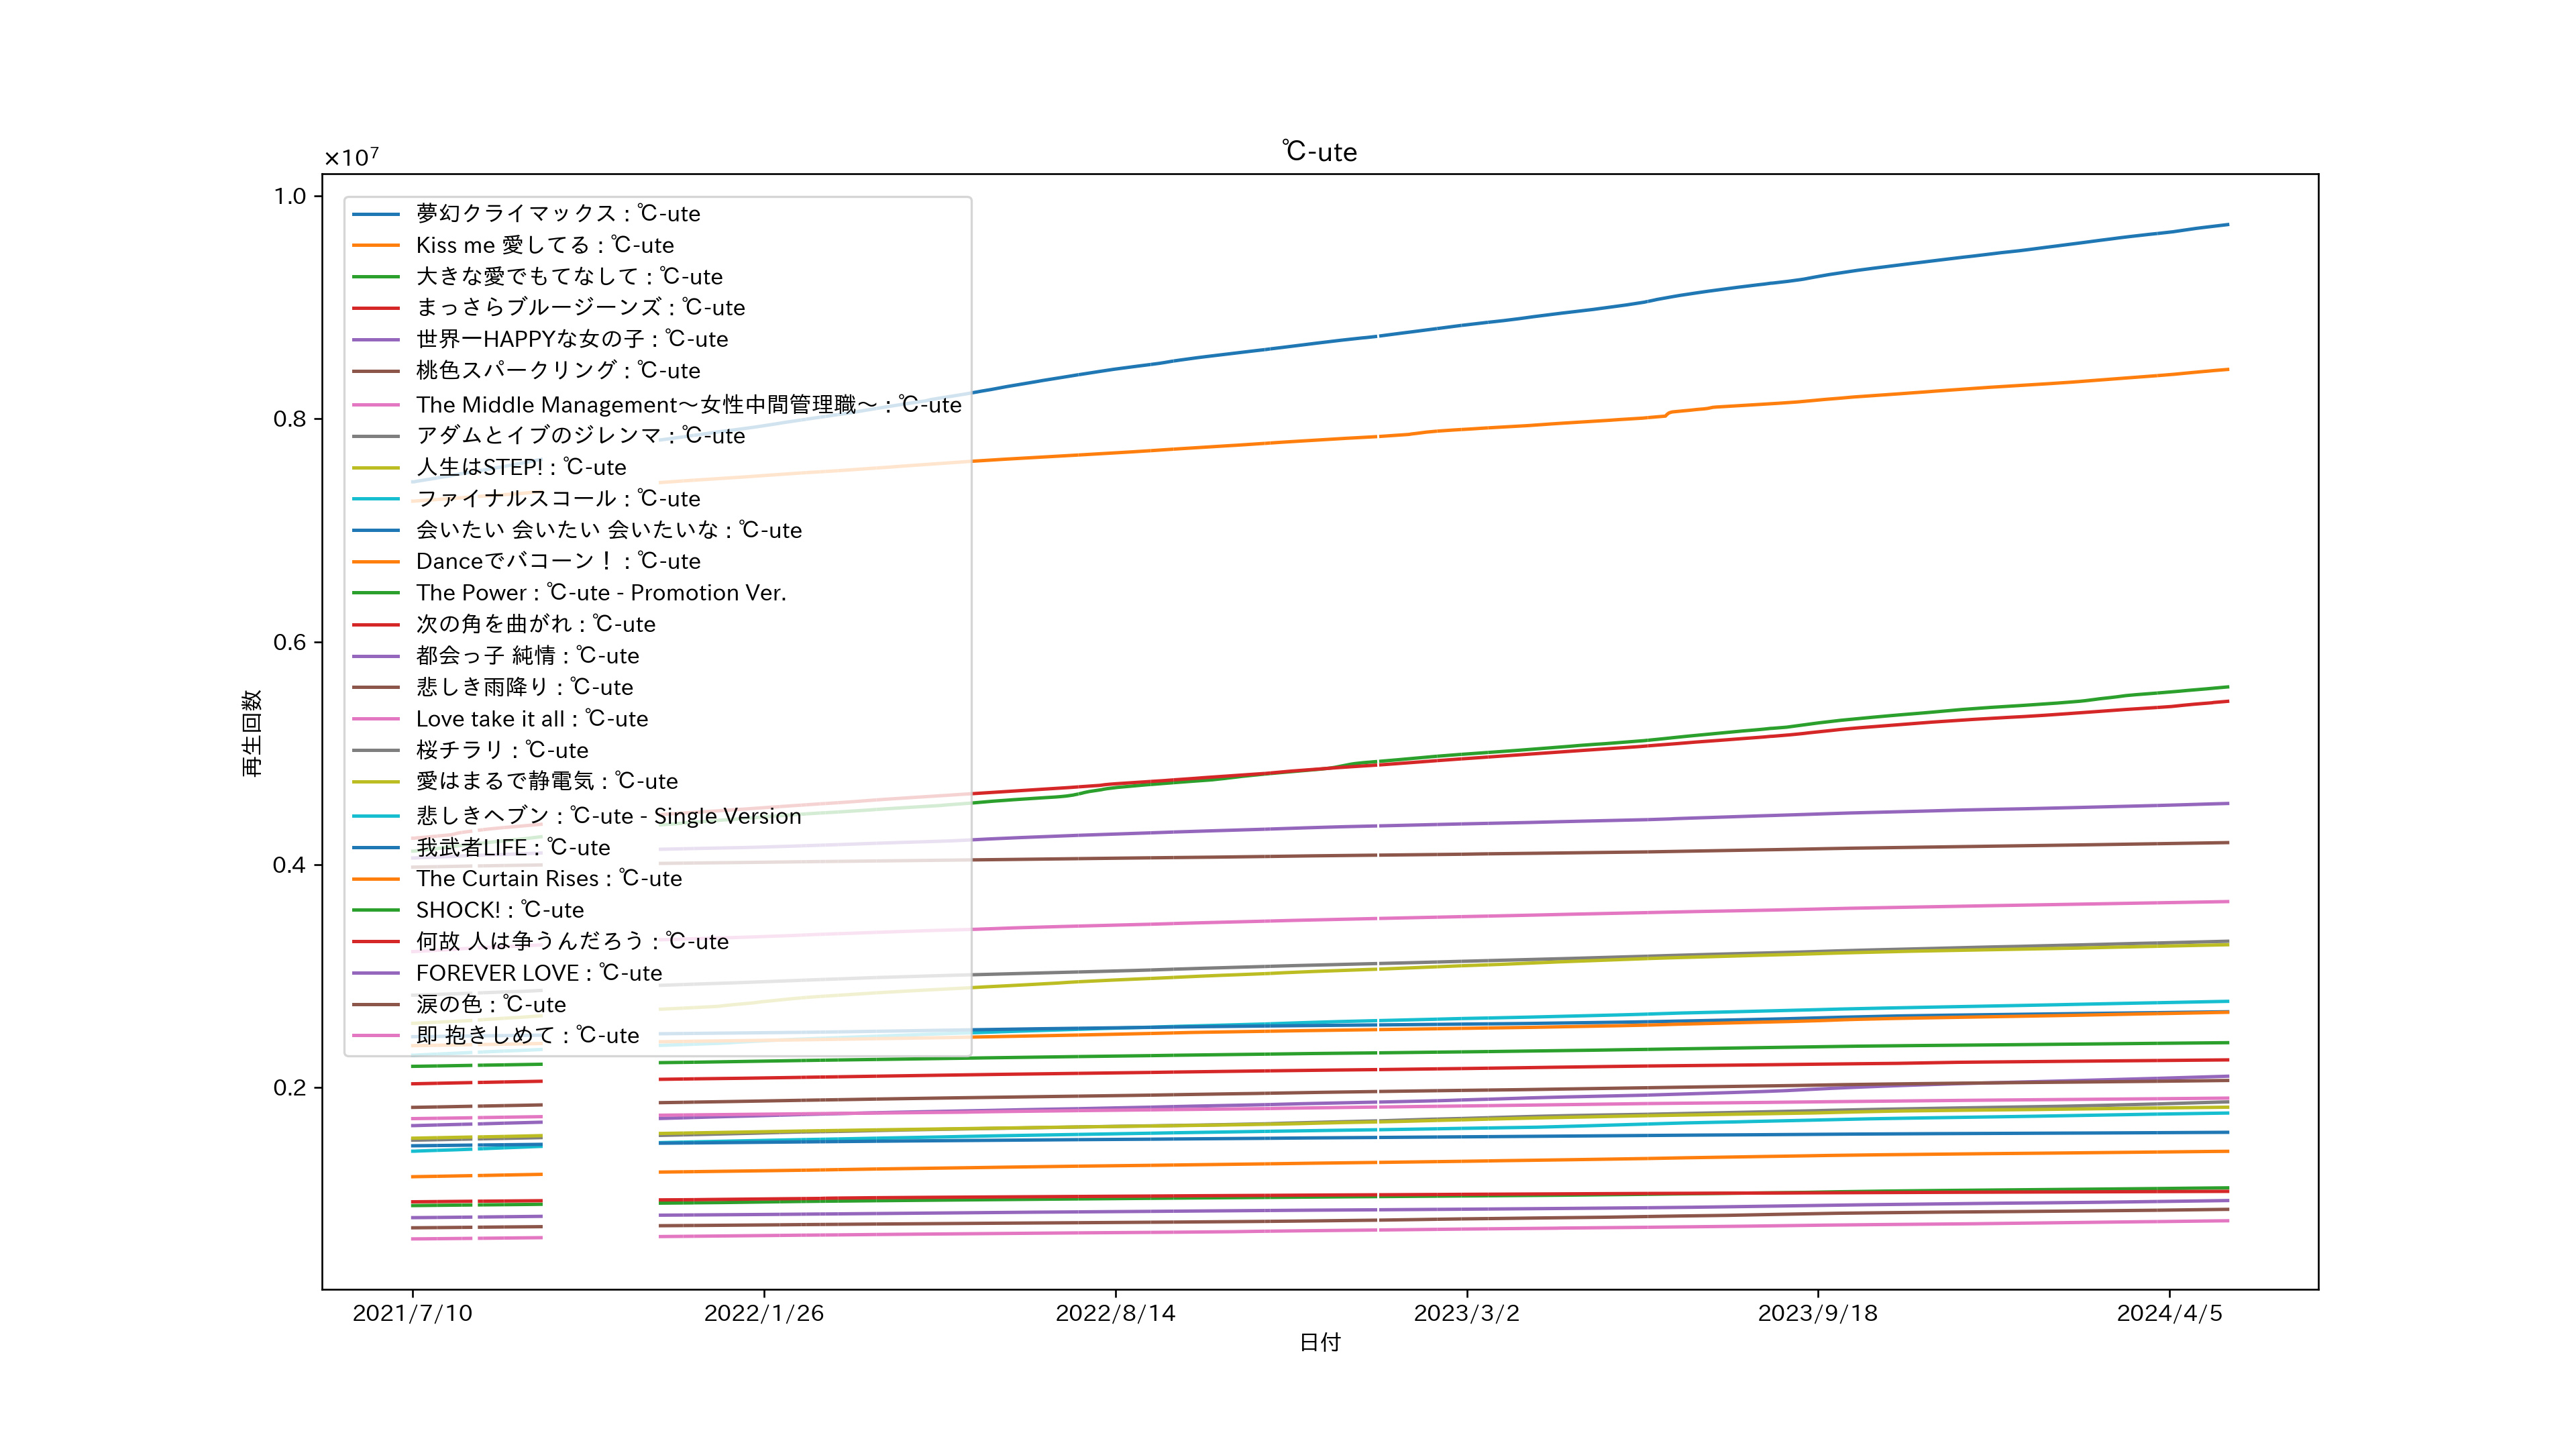 ℃-ute
×10⁷
1.0
0.8
0.6
0.4
0.2
再生回数
夢幻クライマックス : ℃-ute
Kiss me 愛してる : ℃-ute
大きな愛でもてなして : ℃-ute
まっさらブルージーンズ : ℃-ute
世界一HAPPYな女の子 : ℃-ute
桃色スパークリング : ℃-ute
The Middle Management～女性中間管理職～ : ℃-ute
アダムとイブのジレンマ : ℃-ute
人生はSTEP! : ℃-ute
ファイナルスコール : ℃-ute
会いたい 会いたい 会いたいな : ℃-ute
Danceでバコーン！ : ℃-ute
The Power : ℃-ute - Promotion Ver.
次の角を曲がれ : ℃-ute
都会っ子 純情 : ℃-ute
悲しき雨降り : ℃-ute
Love take it all : ℃-ute
桜チラリ : ℃-ute
愛はまるで静電気 : ℃-ute
悲しきヘブン : ℃-ute - Single Version
我武者LIFE : ℃-ute
The Curtain Rises : ℃-ute
SHOCK! : ℃-ute
何故 人は争うんだろう : ℃-ute
FOREVER LOVE : ℃-ute
涙の色 : ℃-ute
即 抱きしめて : ℃-ute
2021/7/10 2022/1/26 2022/8/14 2023/3/2 2023/9/18 2024/4/5
日付